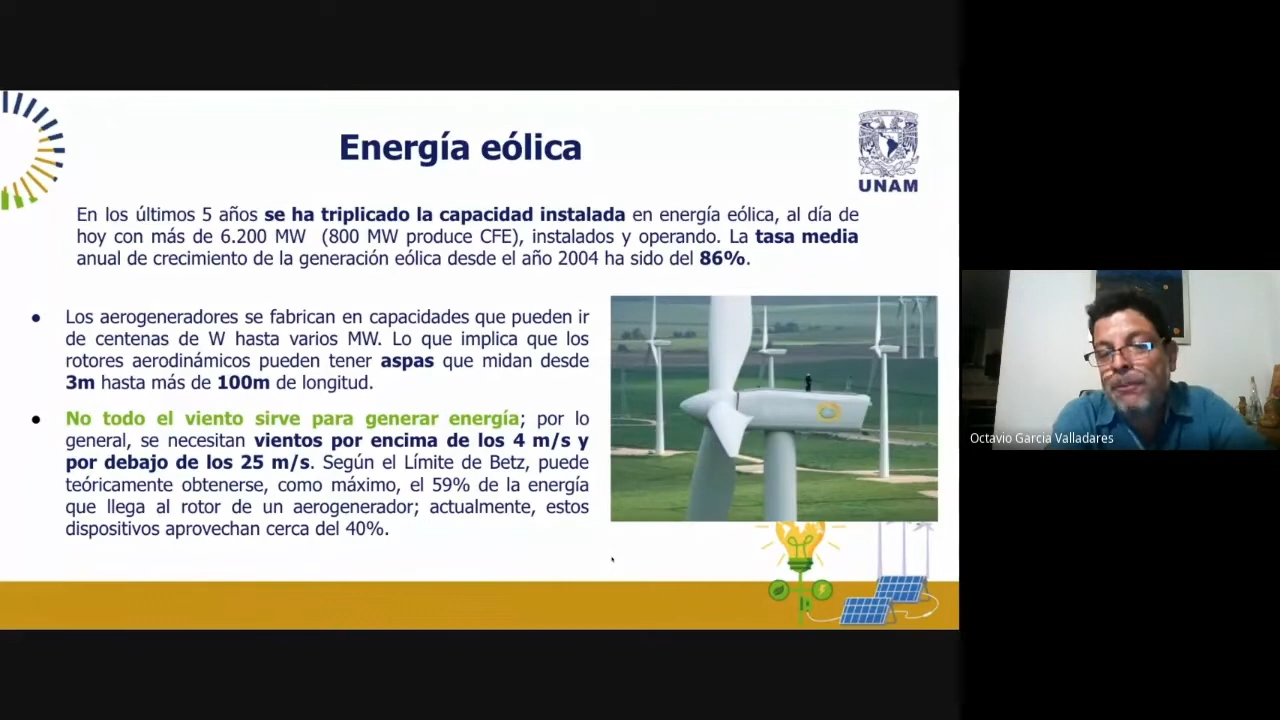 Energía eólica
UNAM
En los últimos 5 años se ha triplicado la capacidad instalada en energía eólica, al día de
hoy con más de 6.200 MW (800 MW produce CFE), instalados y operando. La tasa media
anual de crecimiento de la generación eólica desde el año 2004 ha sido del 86%.
● Los aerogeneradores se fabrican en capacidades que pueden ir
de centenas de W hasta varios MW. Lo que implica que los
rotores aerodinámicos pueden tener aspas que midan desde
3m hasta más de 100m de longitud.
● No todo el viento sirve para generar energía; por lo
general, se necesitan vientos por encima de los 4 m/s y
por debajo de los 25 m/s. Según el Límite de Betz, puede
teóricamente obtenerse, como máximo, el 59% de la energía
que llega al rotor de un aerogenerador; actualmente, estos
dispositivos aprovechan cerca del 40%.
Octavio Garcia Valladares